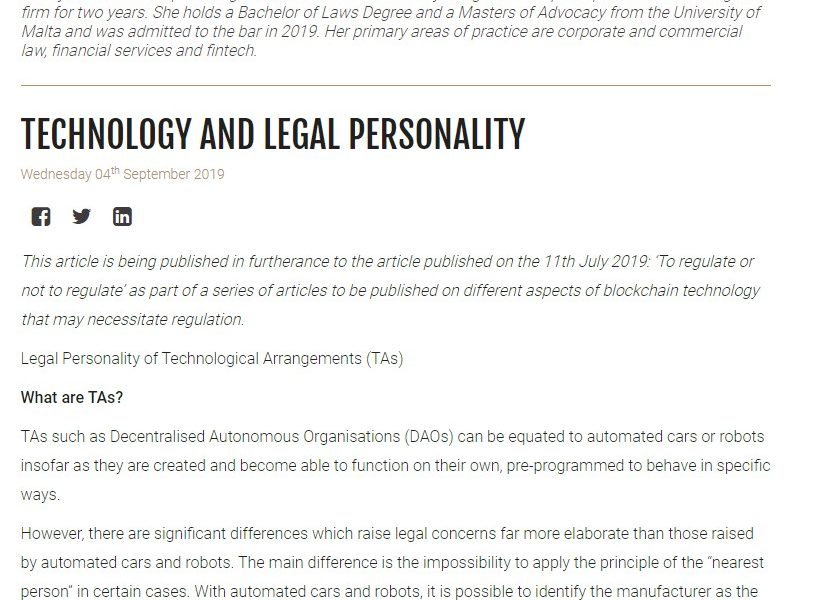 firm for two years. She holds a Bachelor of Laws Degree and a Masters of Advocacy from the University of
Malta and was admitted to the bar in 2019. Her primary areas of practice are corporate and commercial
law, financial services and fintech.
TECHNOLOGY AND LEGAL PERSONALITY
Wednesday 04th September 2019
This article is being published in furtherance to the article published on the 11th July 2019: ‘To regulate or
not to regulate’ as part of a series of articles to be published on different aspects of blockchain technology
that may necessitate regulation.
Legal Personality of Technological Arrangements (TAs)
What are TAs?
TAs such as Decentralised Autonomous Organisations (DAOs) can be equated to automated cars or robots
insofar as they are created and become able to function on their own, pre-programmed to behave in specific
ways.
However, there are significant differences which raise legal concerns far more elaborate than those raised
by automated cars and robots. The main difference is the impossibility to apply the principle of the “nearest
person” in certain cases. With automated cars and robots, it is possible to identify the manufacturer as the